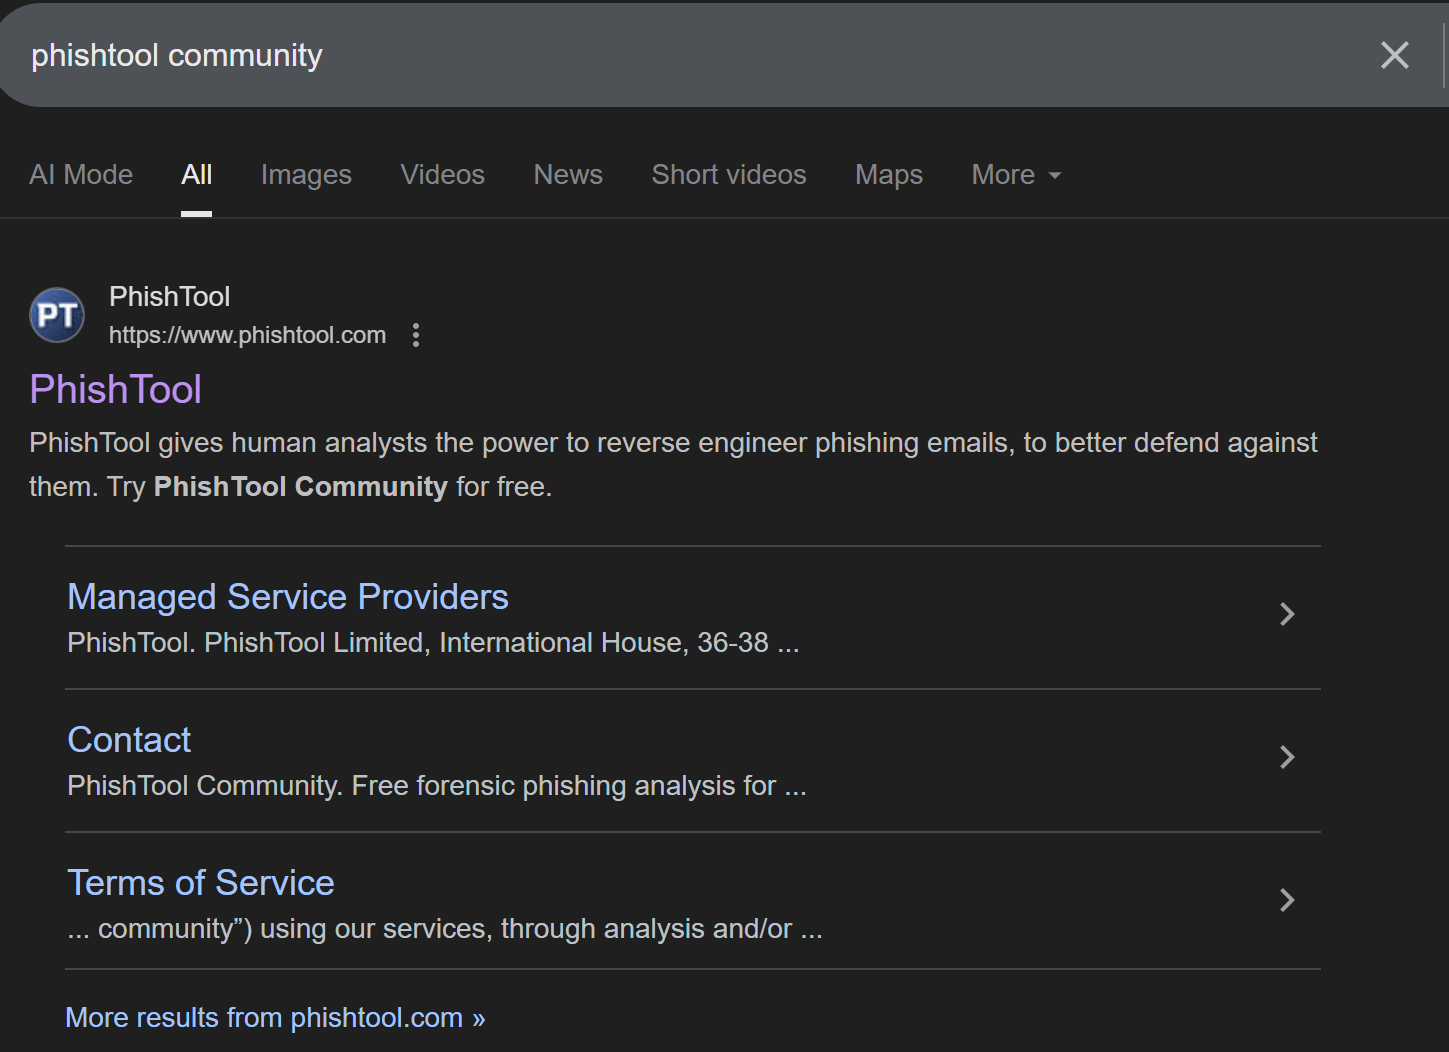 phishtool community
AI Mode All Images Videos News Short videos Maps More
PT
PhishTool
https://www.phishtool.com
PhishTool
PhishTool gives human analysts the power to reverse engineer phishing emails, to better defend against
them. Try PhishTool Community for free.
Managed Service Providers
PhishTool. PhishTool Limited, International House, 36-38 ...
Contact
PhishTool Community. Free forensic phishing analysis for ...
Terms of Service
... community”) using our services, through analysis and/or ...
More results from phishtool.com »